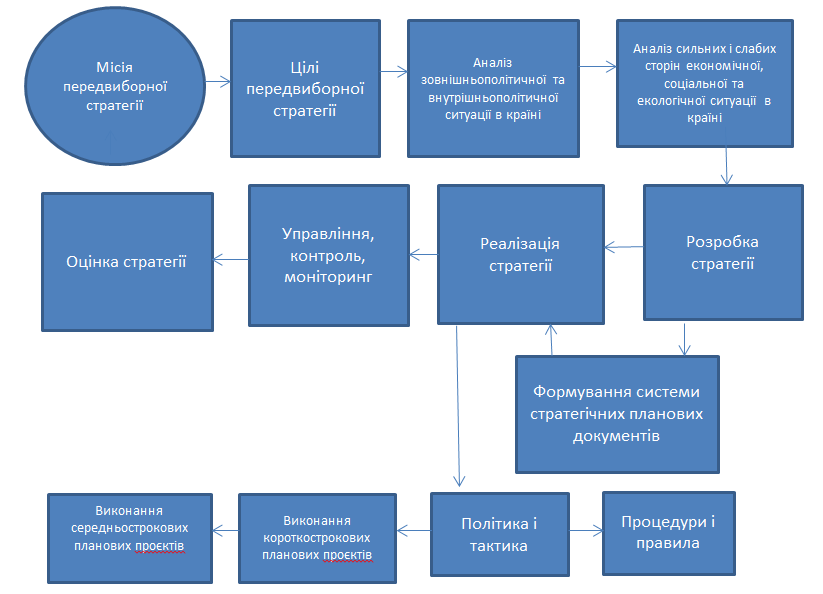 Місія
передвиборної
стратегії
Цілі
передвиборної
стратегії
Аналіз
зовнішньополітичної та
внутрішньополітичної
ситуації в країні
Аналіз сильних і слабих
сторін економічної,
соціальної та
екологічної ситуації в
країні
Оцінка стратегії
Управління,
контроль,
моніторинг
Реалізація
стратегії
Розробка
стратегії
Формування системи
стратегічних планових
документів
Виконання
середньострокових
планових проєктів
Виконання
короткострокових
планових проєктів
Політика і
тактика
Процедури і
правила